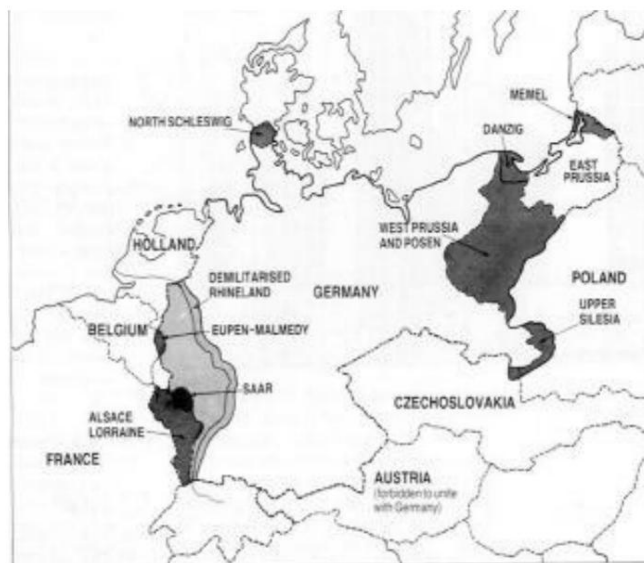 MEMEL
NORTH SCHLESWIG
DANZIG
EAST
PRUSSIA
WEST PRUSSIA
AND POSEN
HOLLAND
DEMILITARISED
RHINELAND
GERMANY
POLAND
UPPER
SILESIA
BELGIUM
EUPEN-MALMEDY
SAAR
CZECHOSLOVAKIA
ALSACE
LORRAINE
FRANCE
AUSTRIA
(forbidden to unite
with Germany)